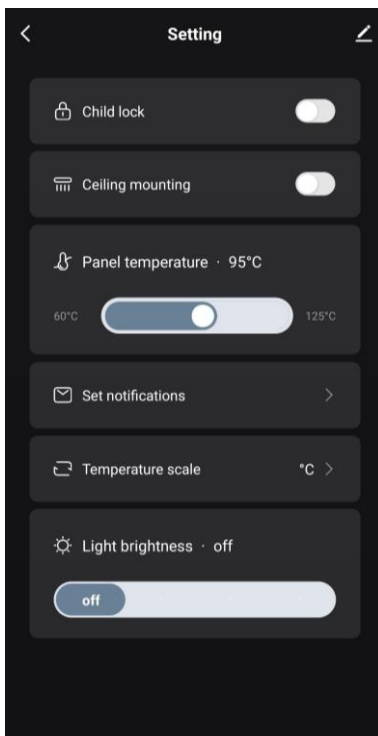 Setting
Child lock
Ceiling mounting
Panel temperature · 95°C
60°C 125°C
Set notifications
Temperature scale °C
Light brightness · off
off